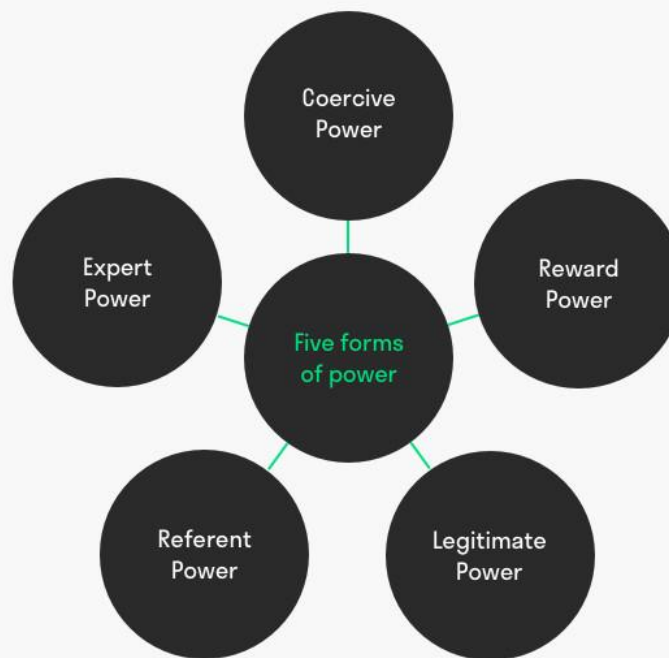 Coercive
Power
Expert
Power
Reward
Power
Five forms
of power
Referent
Power
Legitimate
Power